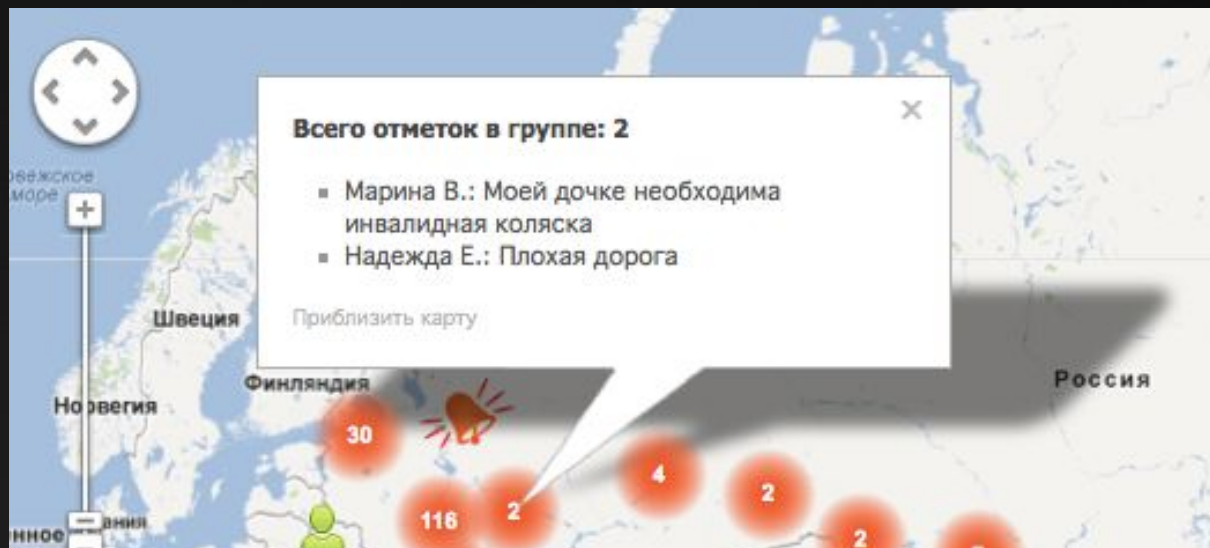 Всего отметок в группе: 2
Марина В.: Моей дочке необходима
инвалидная коляска
Надежда Е.: Плохая дорога
Приблизить карту
море
Швеция
Финляндия
Норвегия
Россия
30
4
2
116
2
2